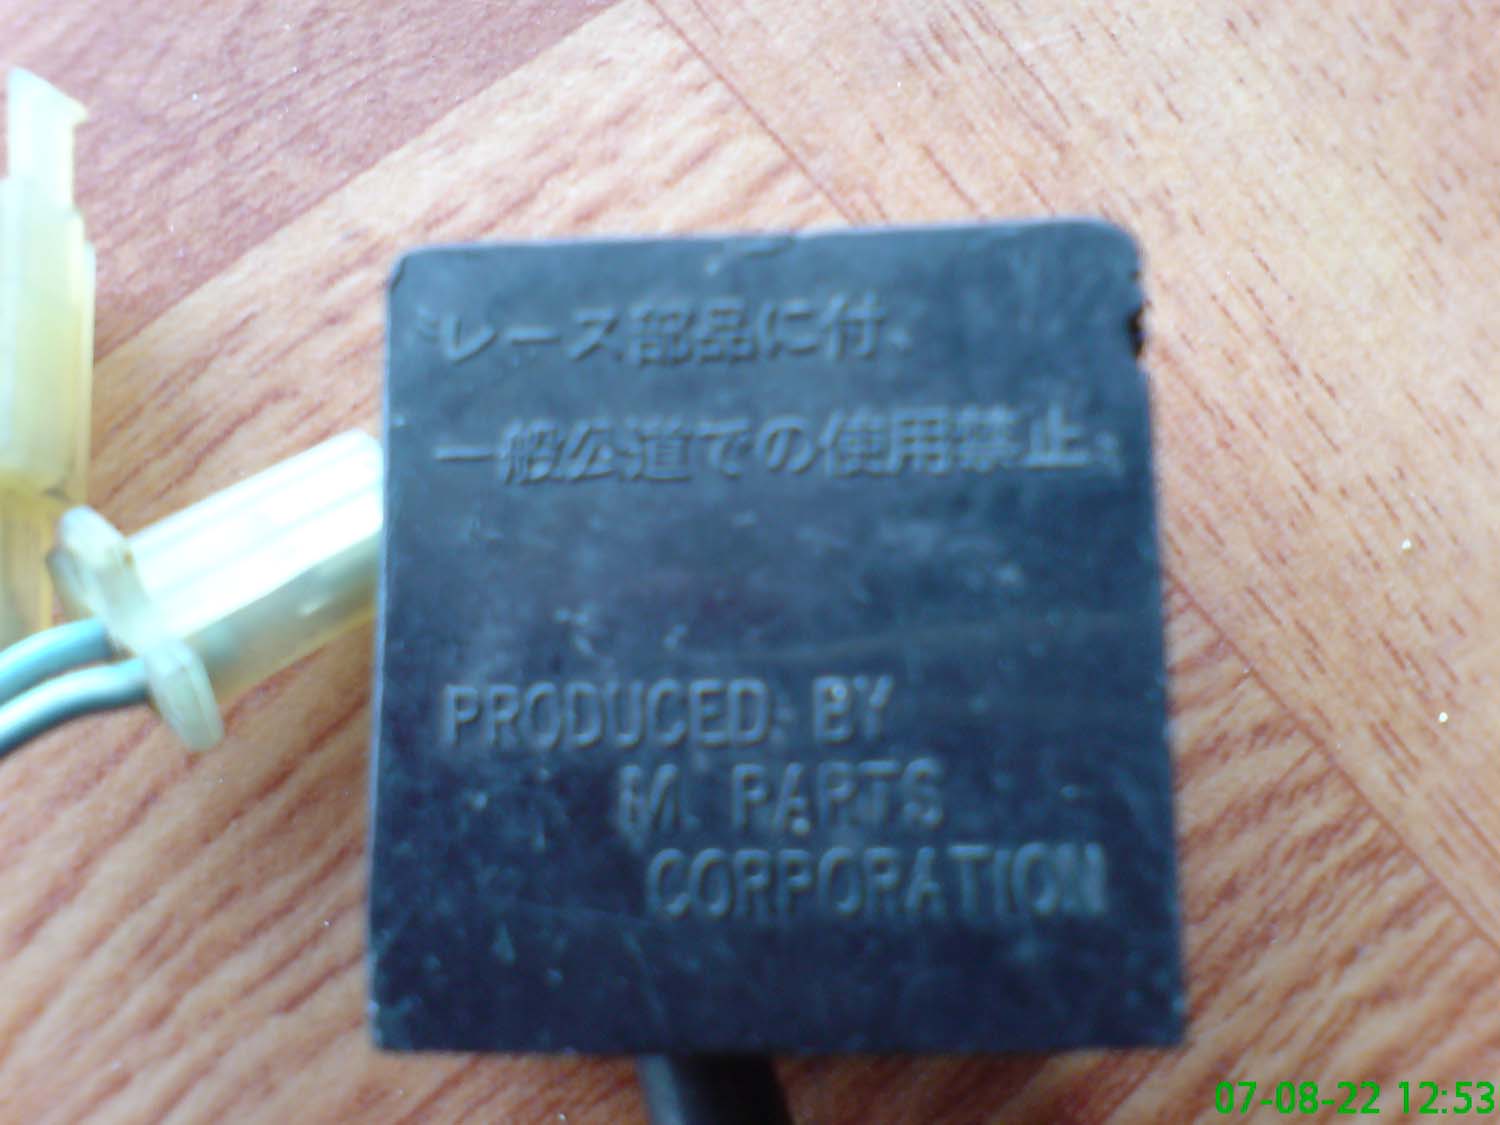 レース部品に付、
一般公道での使用禁止。
PRODUCED BY
M PARTS
CORPORATION
07-08-22 12:53